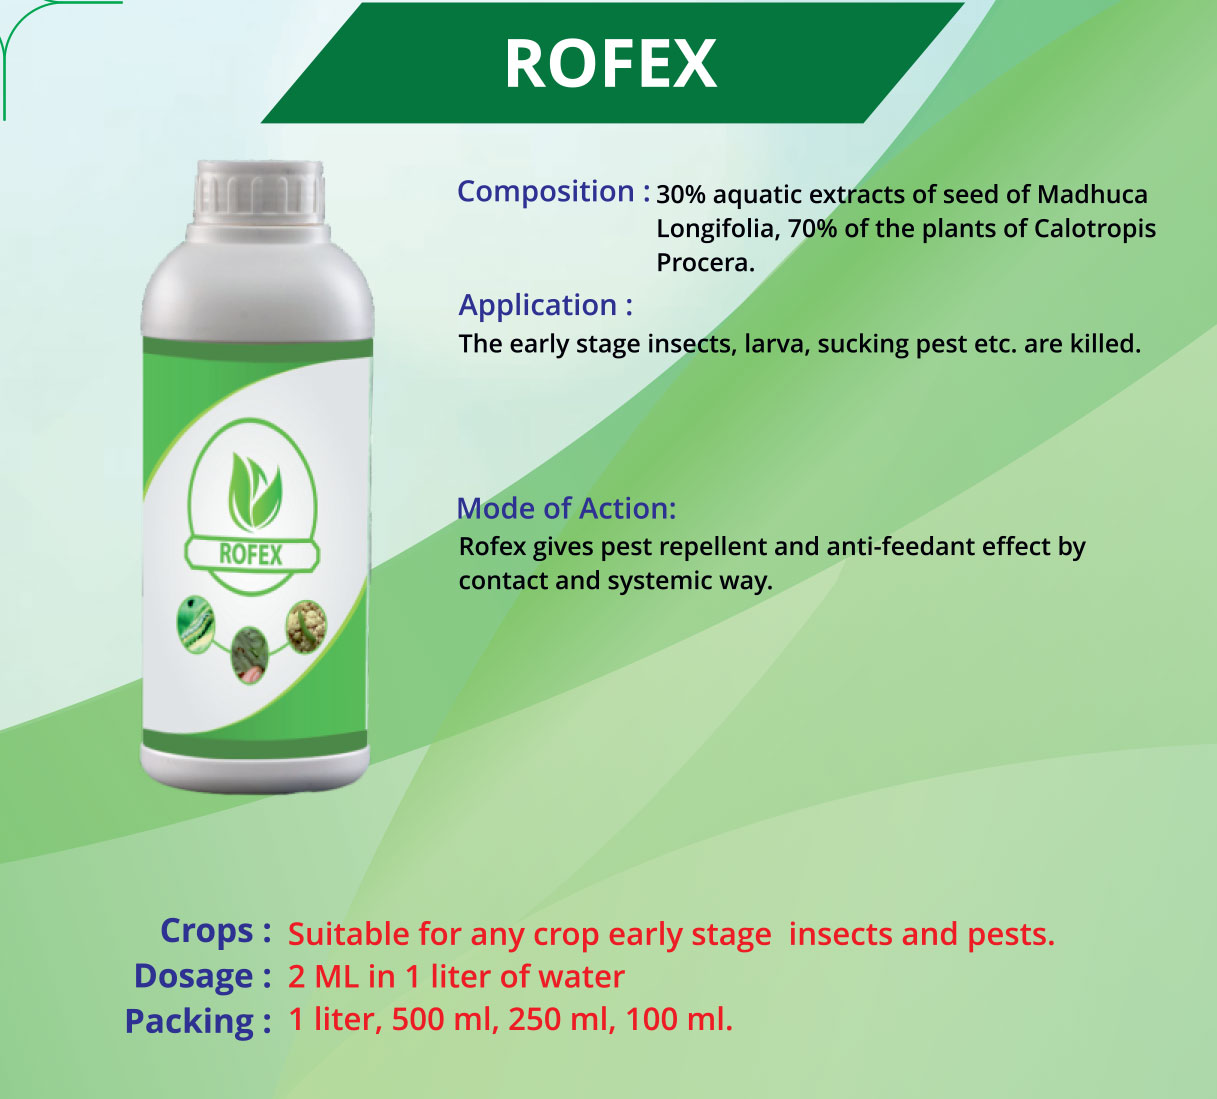 ROFEX
Composition : 30% aquatic extracts of seed of Madhuca
Longifolia, 70% of the plants of Calotropis
Procera.
Application :
The early stage insects, larva, sucking pest etc. are killed.
ROFEX
Mode of Action:
Rofex gives pest repellent and anti-feedant effect by
contact and systemic way.
Crops : Suitable for any crop early stage insects and pests.
Dosage : 2 ML in 1 liter of water
Packing : 1 liter, 500 ml, 250 ml, 100 ml.